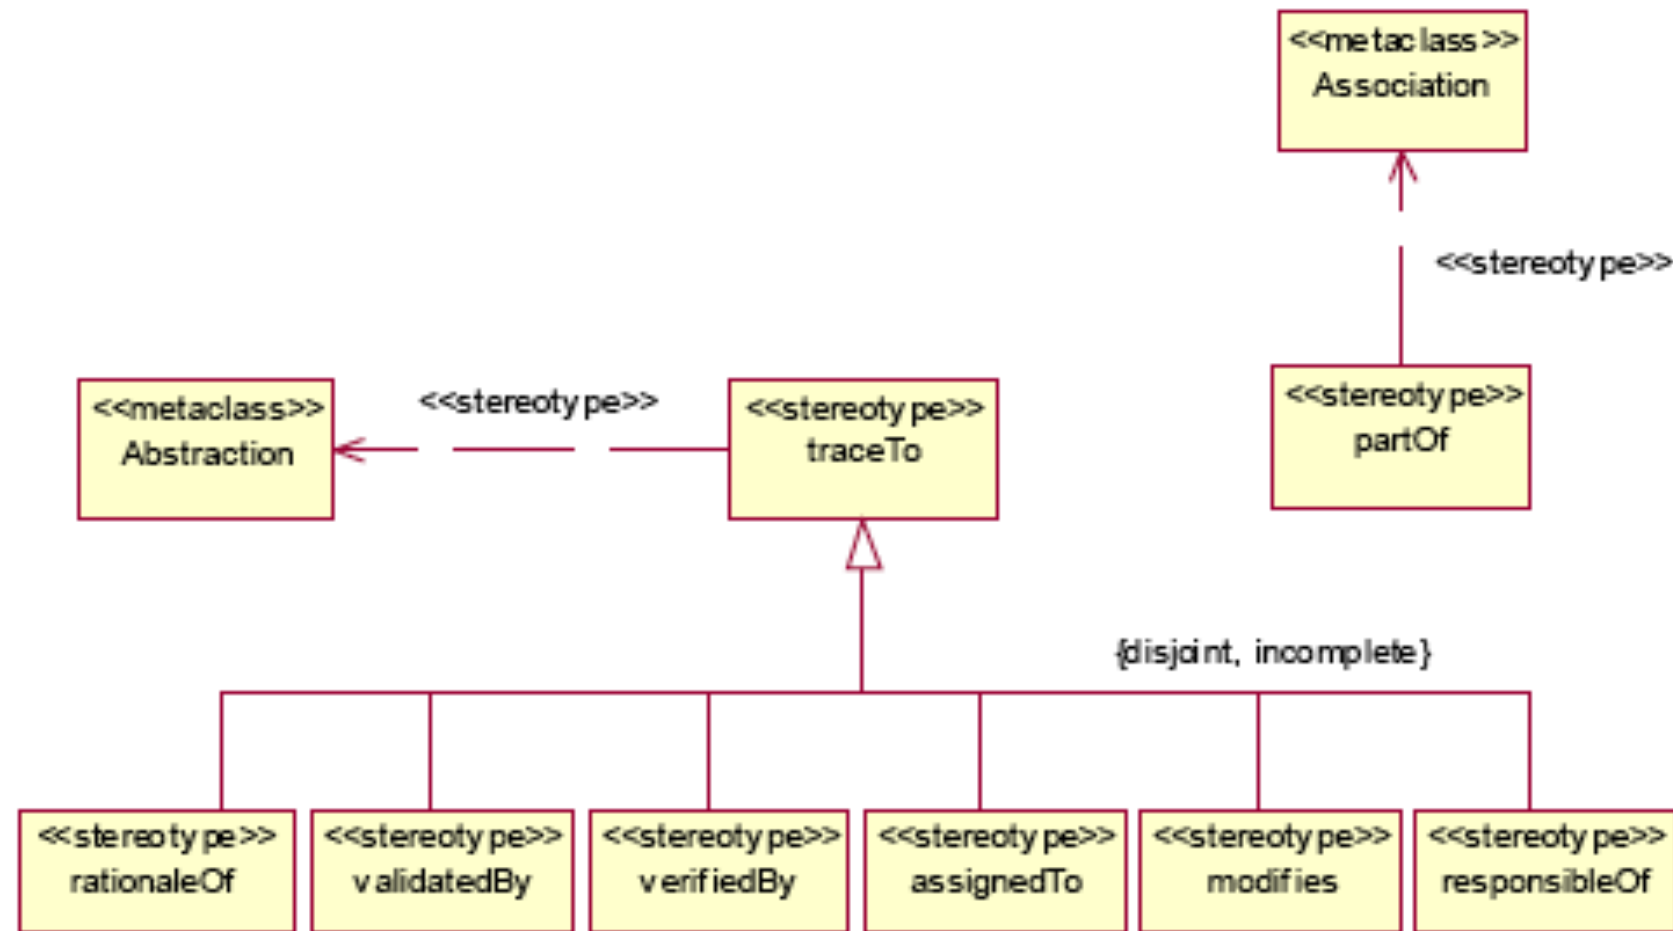 <<metaclass>>
Association
<<stereotype>>
<<metaclass>>
Abstraction
<<stereotype>>
<<stereotype>>
traceTo
<<stereotype>>
partOf
{disjoint, incomplete}
<<stereotype>>
rationaleOf
<<stereotype>>
validatedBy
<<stereotype>>
verifiedBy
<<stereotype>>
assignedTo
<<stereotype>>
modifies
<<stereotype>>
responsibleOf